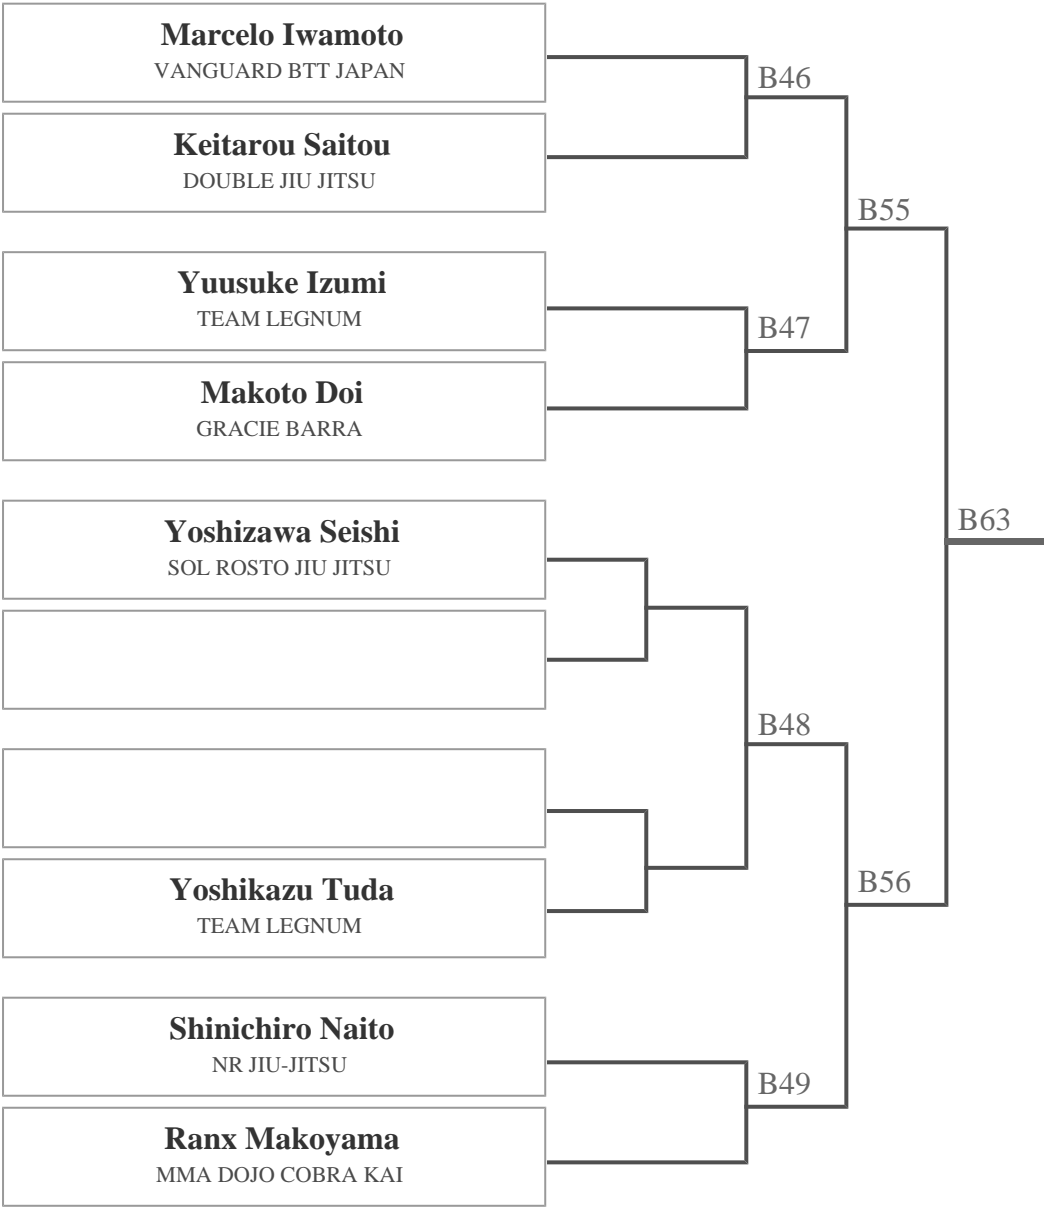 Marcelo Iwamoto
VANGUARD BTT JAPAN
B46
Keitarou Saitou
DOUBLE JIU JITSU
B55
Yuusuke Izumi
TEAM LEGNUM
B47
Makoto Doi
GRACIE BARRA
Yoshizawa Seishi
SOL ROSTO JIU JITSU
B63
B48
Yoshikazu Tuda
TEAM LEGNUM
B56
Shinichiro Naito
NR JIU-JITSU
B49
Ranx Makoyama
MMA DOJO COBRA KAI